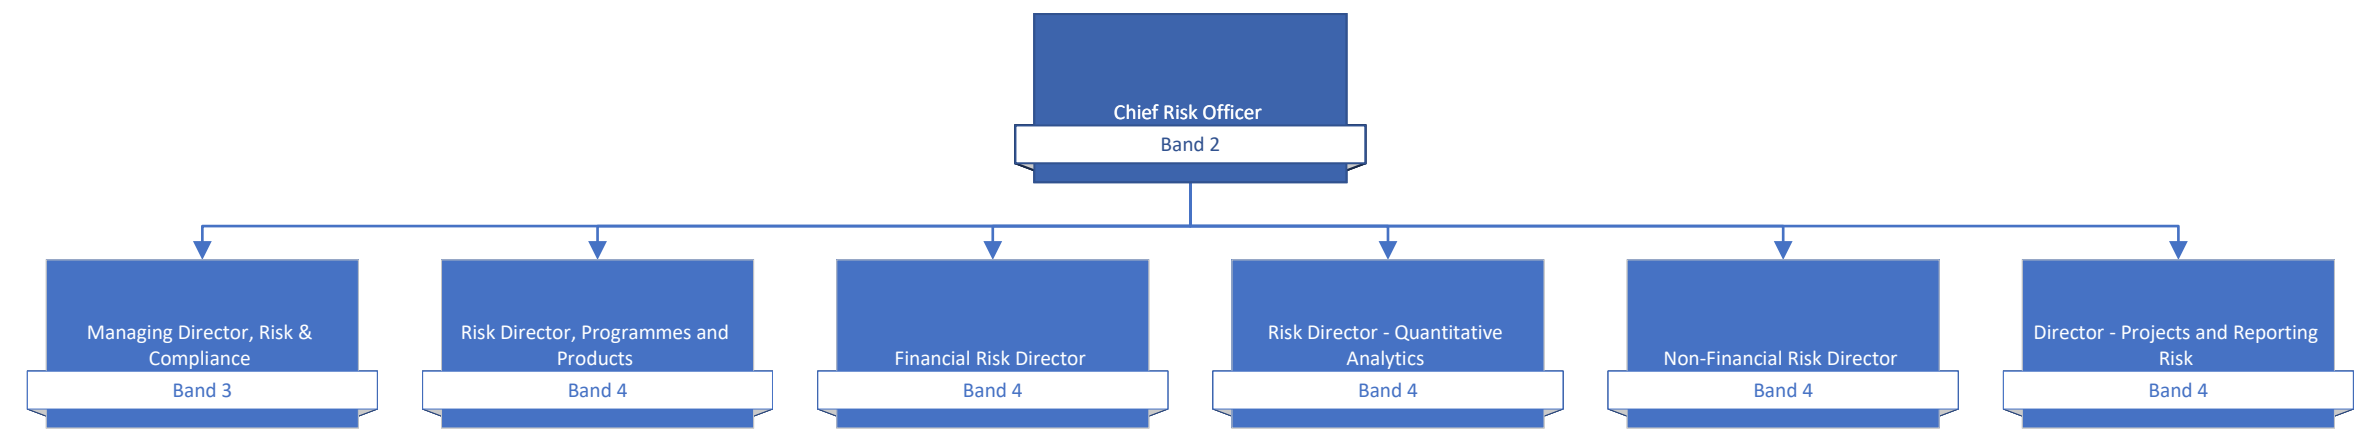 Chief Risk Officer
Band 2
Managing Director, Risk &
Compliance
Band 3
Risk Director, Programmes and
Products
Band 4
Financial Risk Director
Band 4
Risk Director - Quantitative
Analytics
Band 4
Non-Financial Risk Director
Band 4
Director - Projects and Reporting
Risk
Band 4